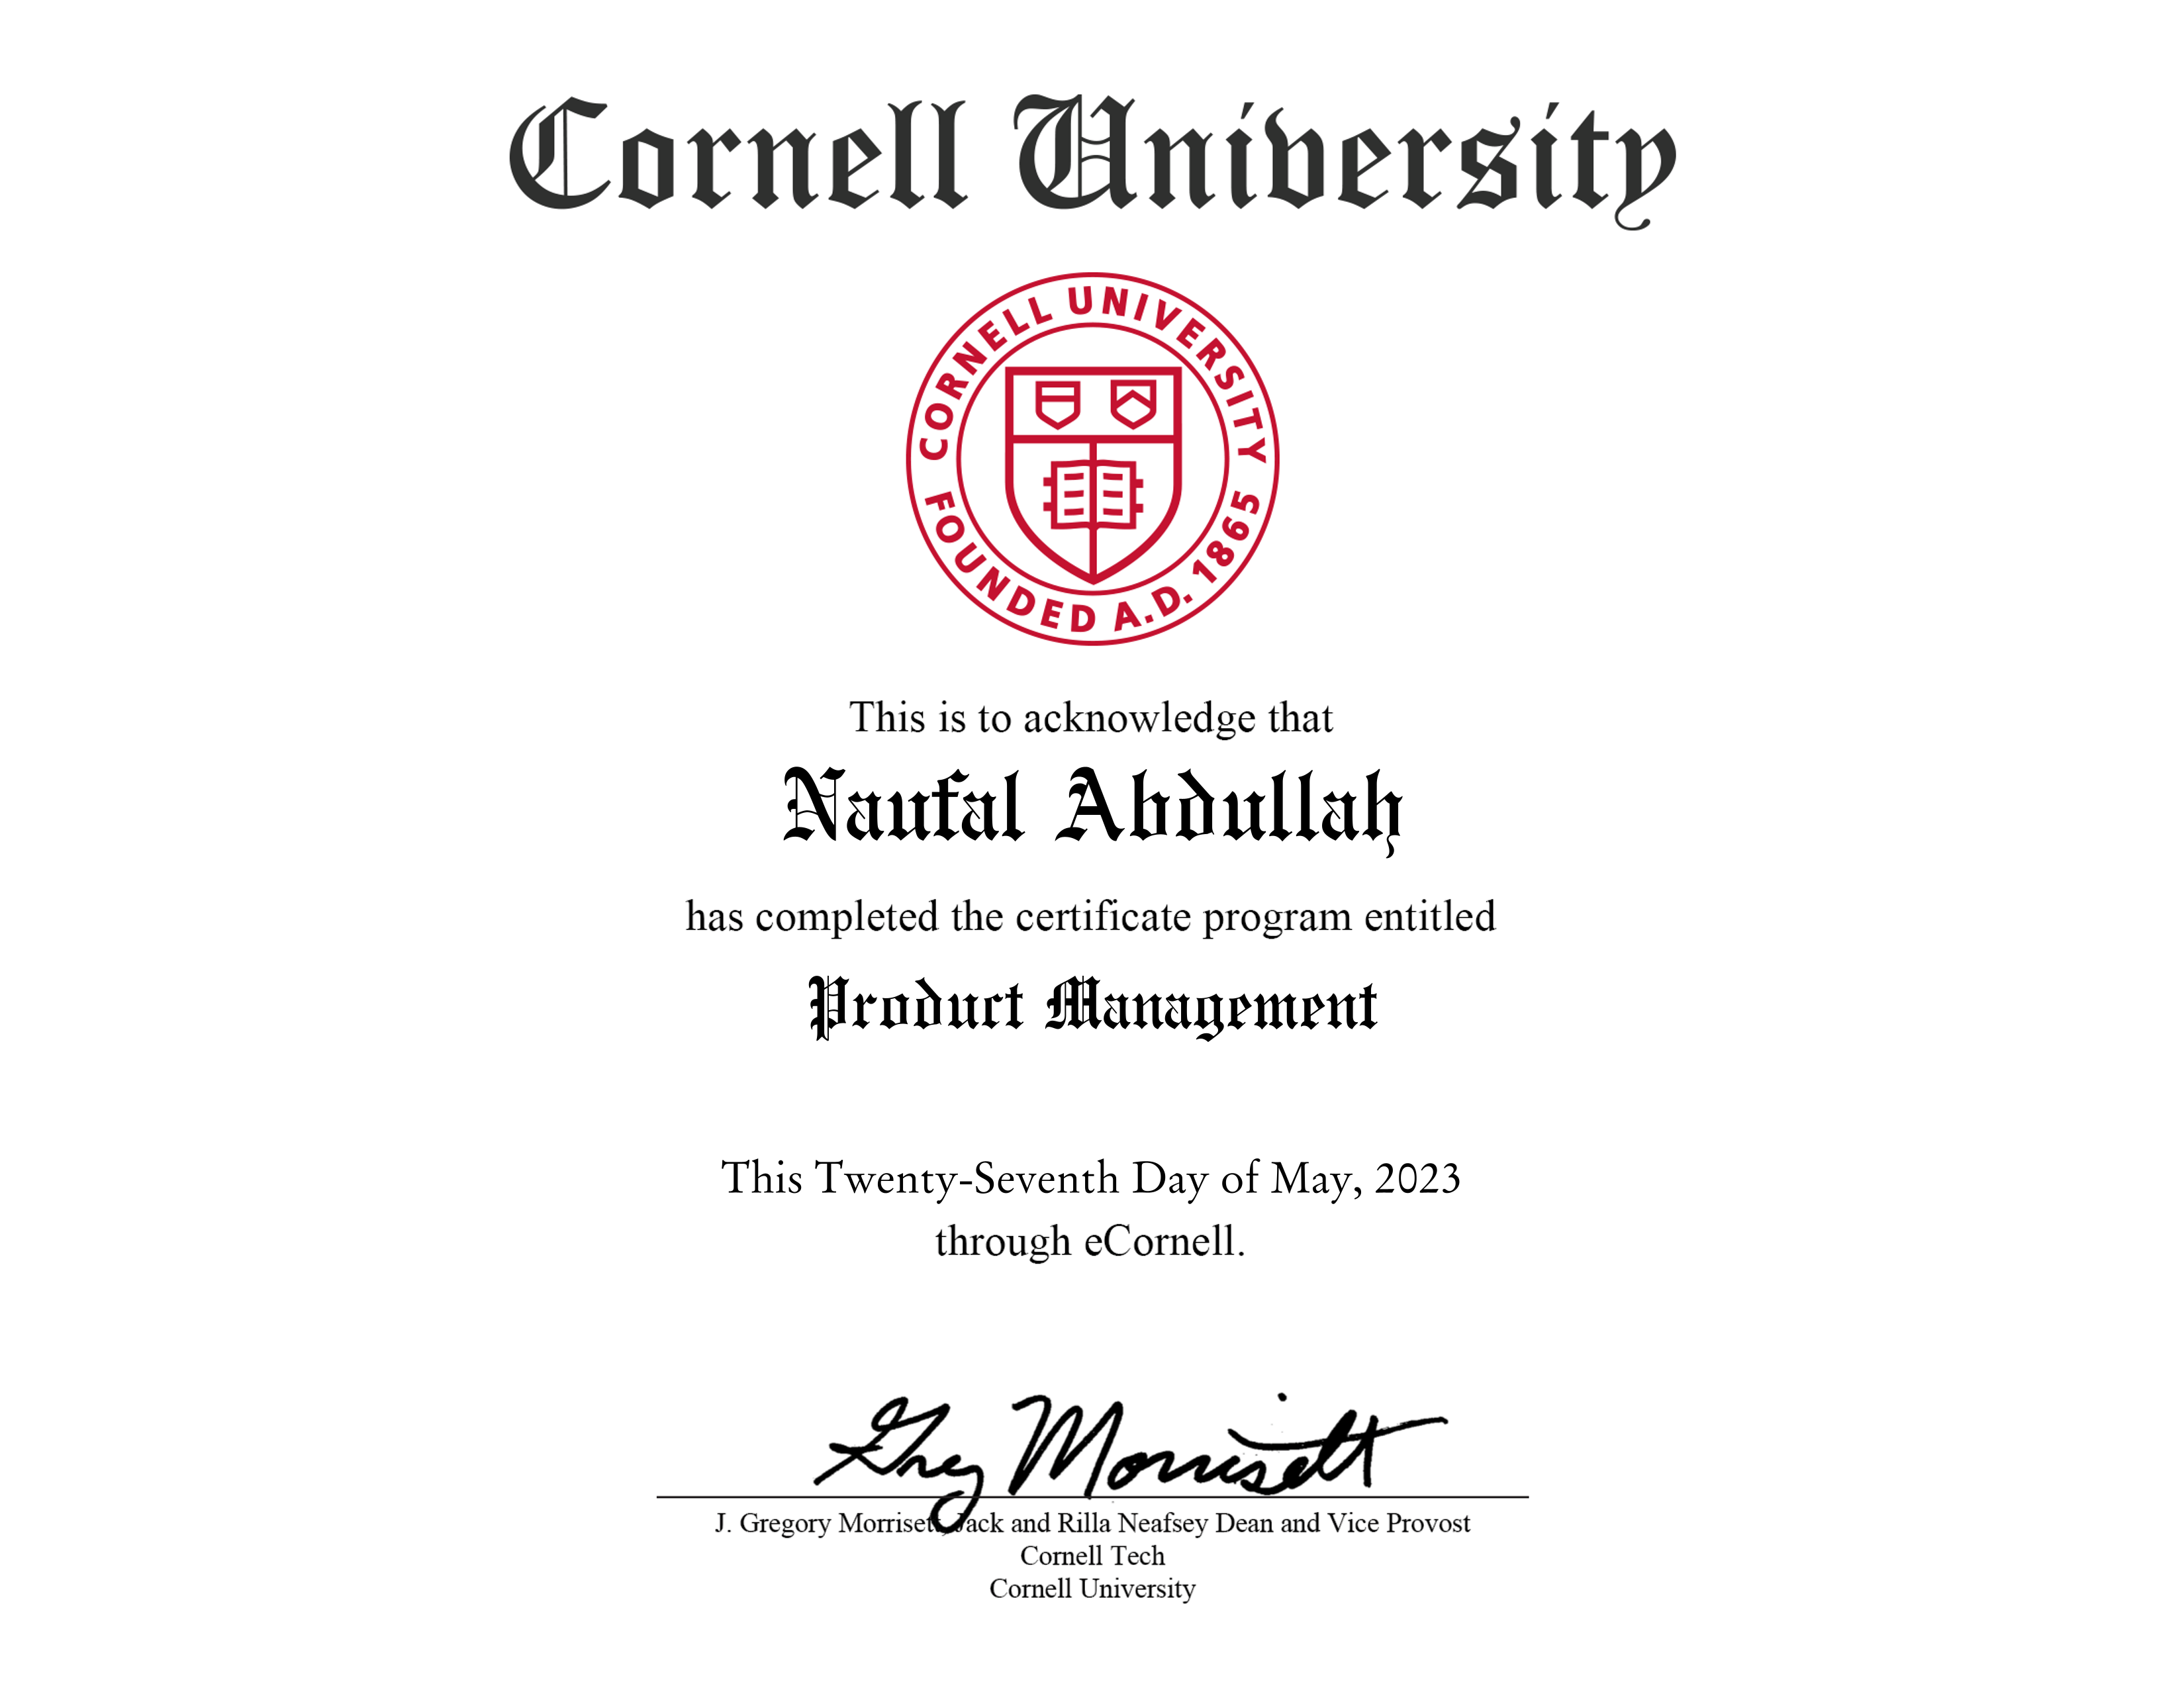 Cornell University
CORNELL UNIVERSITY
FOUNDED A.D. 1865
This is to acknowledge that
Naufal Abdullah
has completed the certificate program entitled
Product Management
This Twenty-Seventh Day of May, 2023
through eCornell.
Greg Morrisett
J. Gregory Morrisett, Jack and Rilla Neafsey Dean and Vice Provost
Cornell Tech
Cornell University